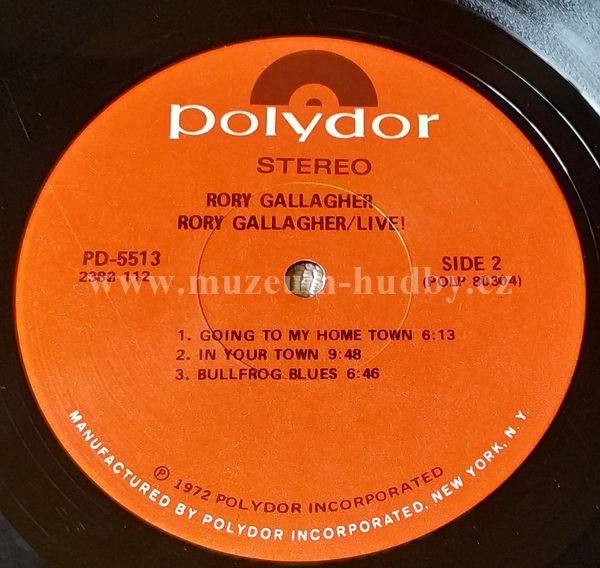 polydor
STEREO
RORY GALLAGHER
RORY GALLAGHER/LIVE!
PD-5513
2383 112
SIDE 2
(POLP 80304)
www.muzeum-hudby.cz
1. GOING TO MY HOME TOWN 6:13
2. IN YOUR TOWN 9:48
3. BULLFROG BLUES 6:46
℗ 1972 POLYDOR INCORPORATED
MANUFACTURED BY POLYDOR INCORPORATED, NEW YORK, N.Y.